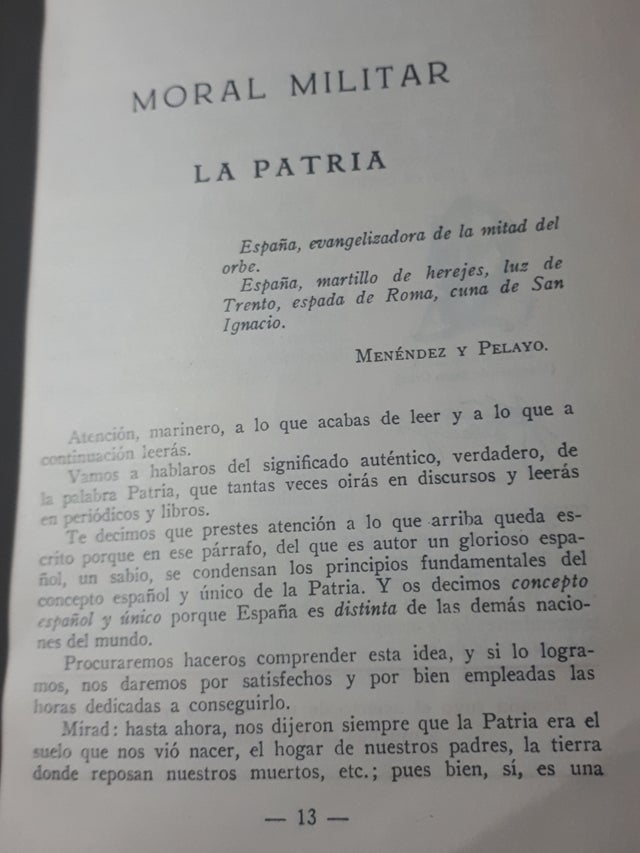 MORAL MILITAR
LA PATRIA
España, evangelizadora de la mitad del
orbe.
España, martillo de herejes, luz de
Trento, espada de Roma, cuna de San
Ignacio.
MENÉNDEZ Y PELAYO.
Atención, marinero, a lo que acabas de leer y a lo que a
continuación leerás.
Vamos a hablaros del significado auténtico, verdadero, de
la palabra Patria, que tantas veces oirás en discursos y leerás
en periódicos y libros.
Te decimos que prestes atención a lo que arriba queda es-
crito porque en ese párrafo, del que es autor un glorioso espa-
ñol, un sabio, se condensan los principios fundamentales del
concepto español y único de la Patria. Y os decimos concepto
español y único porque España es distinta de las demás nacio-
nes del mundo.
Procuraremos haceros comprender esta idea, y si lo logra-
mos, nos daremos por satisfechos y por bien empleadas las
horas dedicadas a conseguirlo.
Mirad: hasta ahora, nos dijeron siempre que la Patria era el
suelo que nos vió nacer, el hogar de nuestros padres, la tierra
donde reposan nuestros muertos, etc.; pues bien, sí, es una
— 13 —